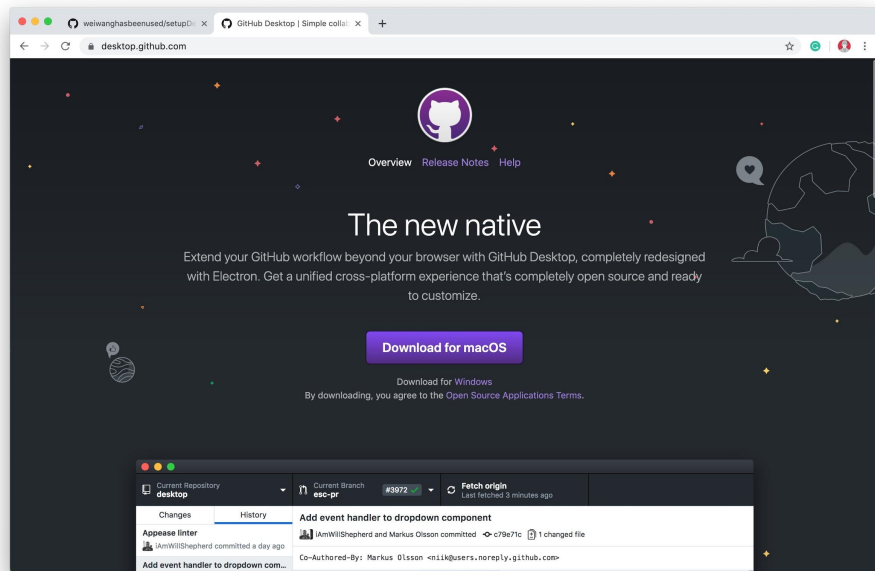 weiwanghasbeenused/setupDe
GitHub Desktop | Simple collab
desktop.github.com
Overview Release Notes Help
The new native
Extend your GitHub workflow beyond your browser with GitHub Desktop, completely redesigned
with Electron. Get a unified cross-platform experience that's completely open source and ready
to customize.
Download for macOS
Download for Windows
By downloading, you agree to the Open Source Applications Terms.
Current Repository
desktop
Current Branch
esc-pr
#3972
Fetch origin
Last fetched 3 minutes ago
Changes History
Appease linter
iAmWillShepherd committed a day ago
Add event handler to dropdown com...
Add event handler to dropdown component
iAmWillShepherd and Markus Olsson committed c79e71c 1 changed file
Co-Authored-By: Markus Olsson <niik@users.noreply.github.com>